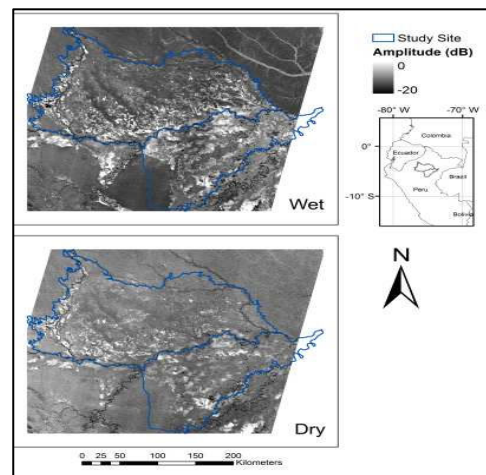 Wet
Dry
0 25 50 100 150 200
Kilometers
Study Site
Amplitude (dB)
0
-20
-80° W -70° W
0°
-10° S
Colombia
Ecuador
Peru
Brazil
Bolivia
N